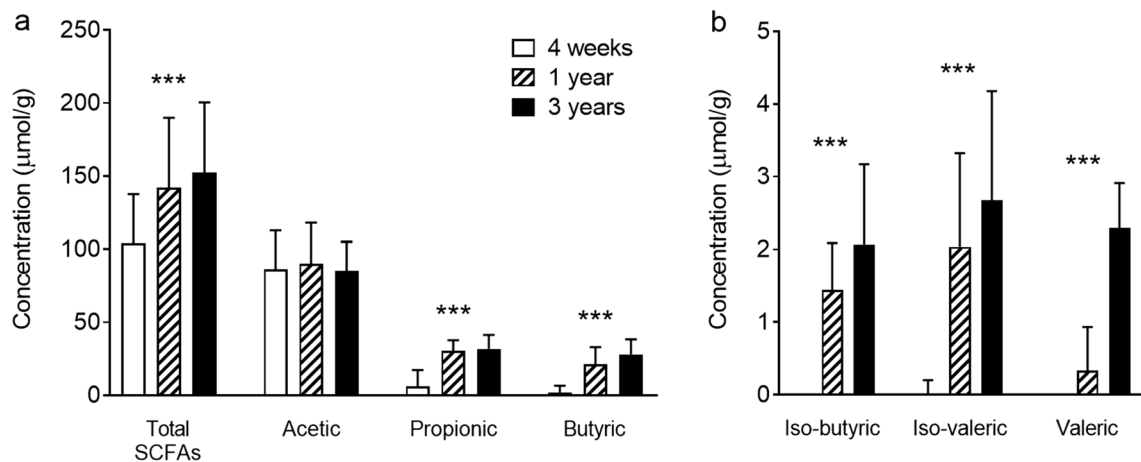 a
250
200
150
100
50
0
Concentration (μmol/g)
4 weeks
1 year
3 years
***
***
***
Total
SCFAs
Acetic
Propionic
Butyric
b
5
4
3
2
1
0
Concentration (μmol/g)
***
***
***
Iso-butyric
Iso-valeric
Valeric